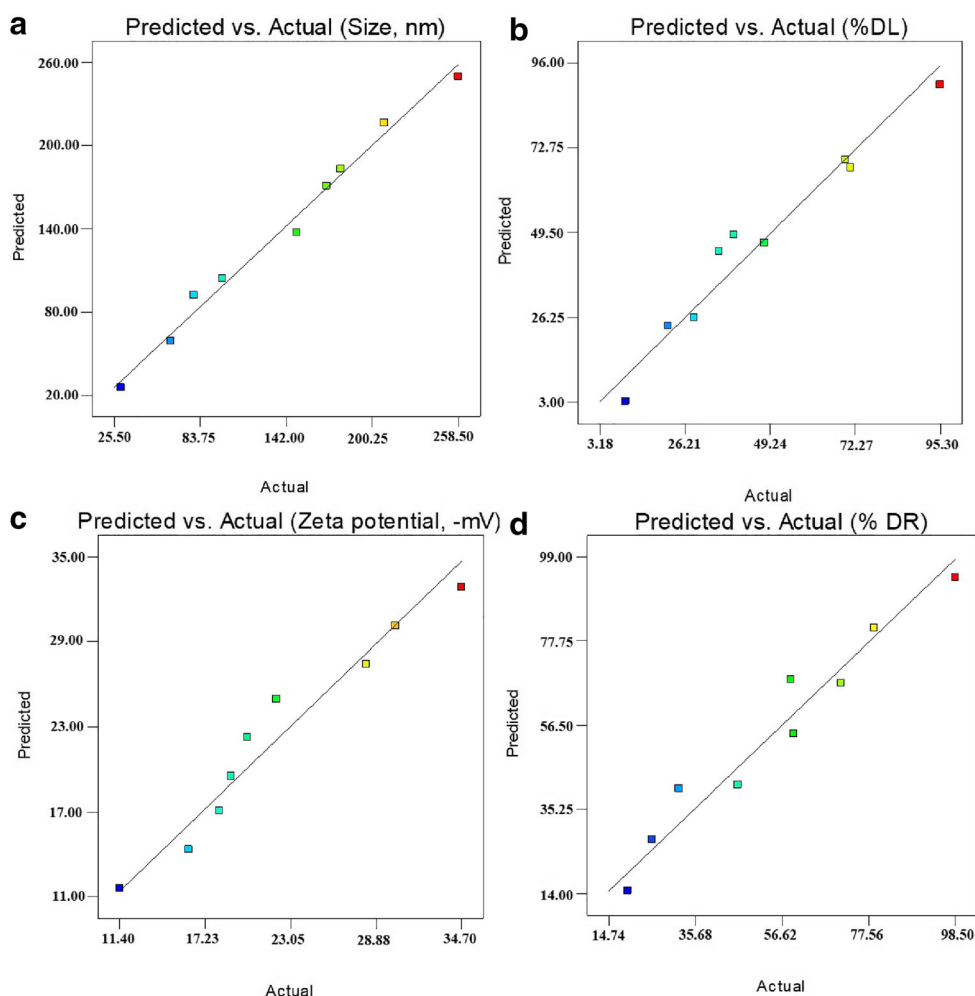 a
Predicted vs. Actual (Size, nm)
260.00
200.00
140.00
80.00
20.00
Predicted
25.50 83.75 142.00 200.25 258.50
Actual
b
Predicted vs. Actual (%DL)
96.00
72.75
49.50
26.25
3.00
Predicted
3.18 26.21 49.24 72.27 95.30
Actual
c
Predicted vs. Actual (Zeta potential, -mV)
35.00
29.00
23.00
17.00
11.00
Predicted
11.40 17.23 23.05 28.88 34.70
Actual
d
Predicted vs. Actual (% DR)
99.00
77.75
56.50
35.25
14.00
Predicted
14.74 35.68 56.62 77.56 98.50
Actual